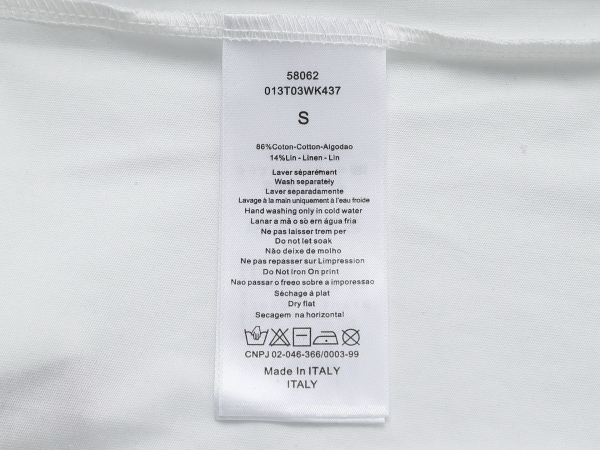 58062
013T03WK437
S
86%Coton-Cotton-Algodao
14%Lin - Linen - Lin
Laver séparément
Wash separately
Laver separadamente
Lavage à la main uniquement à l'eau froide
Hand washing only in cold water
Lanar a mã o sò ern água fria
Ne pas laisser trem per
Do not let soak
Não deixe de molho
Ne pas repasser sur Limpression
Do Not Iron On print
Nao passar o freeo sobre a impressao
Séchage á plat
Dry flat
Secagem na horizontal
CNPJ 02-046-366/0003-99
Made In ITALY
ITALY